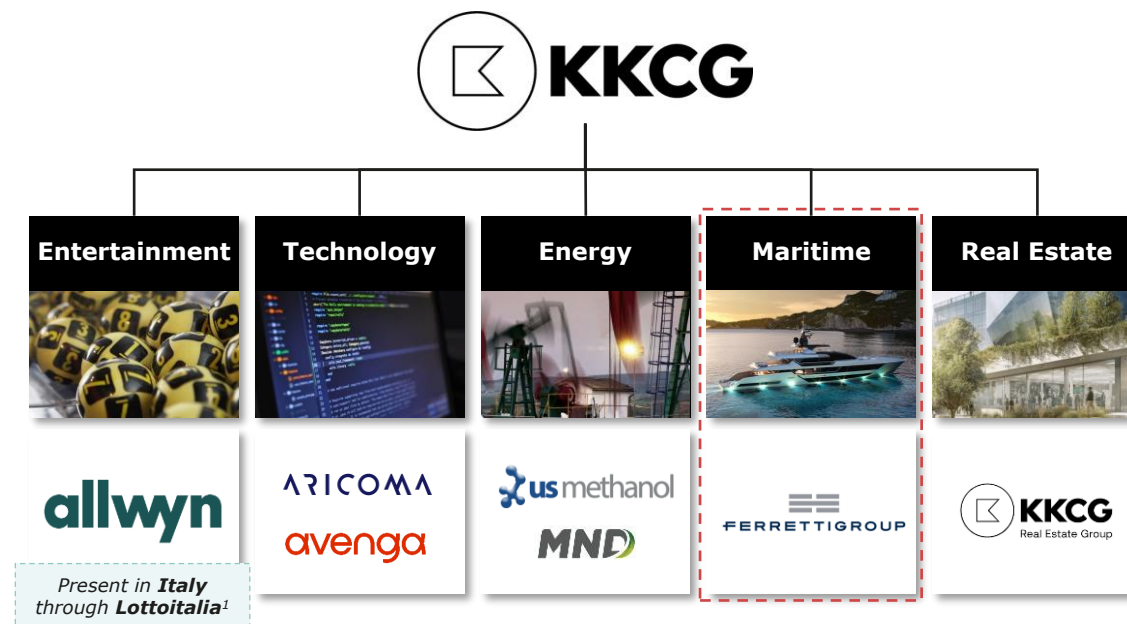 KKCG
Entertainment
Technology
Energy
Maritime
Real Estate
allwyn
ARICOMA
avenga
us methanol
MND
FERRETTIGROUP
KKCG
Real Estate Group
Present in Italy
through Lottoitalia¹